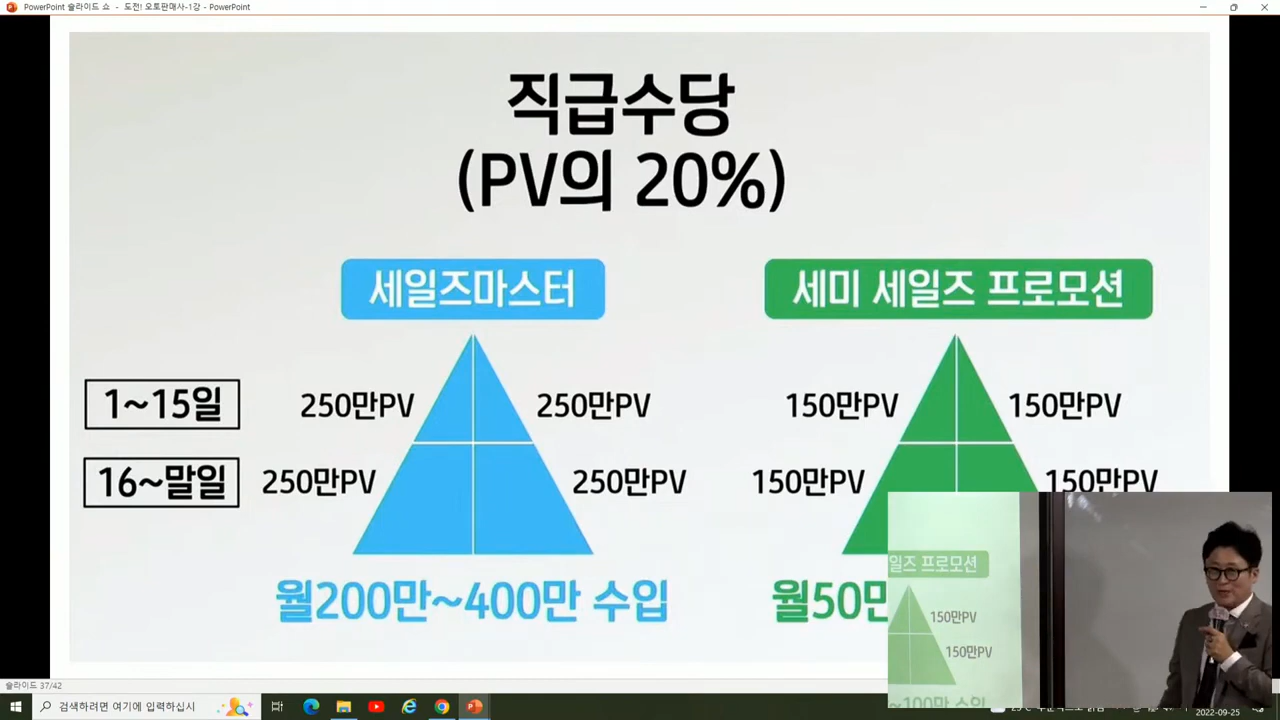 PowerPoint 슬라이드 쇼 - 도전! 오토판매사-1강 - PowerPoint
직급수당
(PV의 20%)
세일즈마스터
세미 세일즈 프로모션
1~15일
250만PV
250만PV
150만PV
150만PV
16~말일
250만PV
250만PV
150만PV
150만PV
월200만~400만 수입
월50만
일즈 프로모션
150만PV
150만PV
~100만 수입
슬라이드 37/42
검색하려면 여기에 입력하십시
2022-09-25